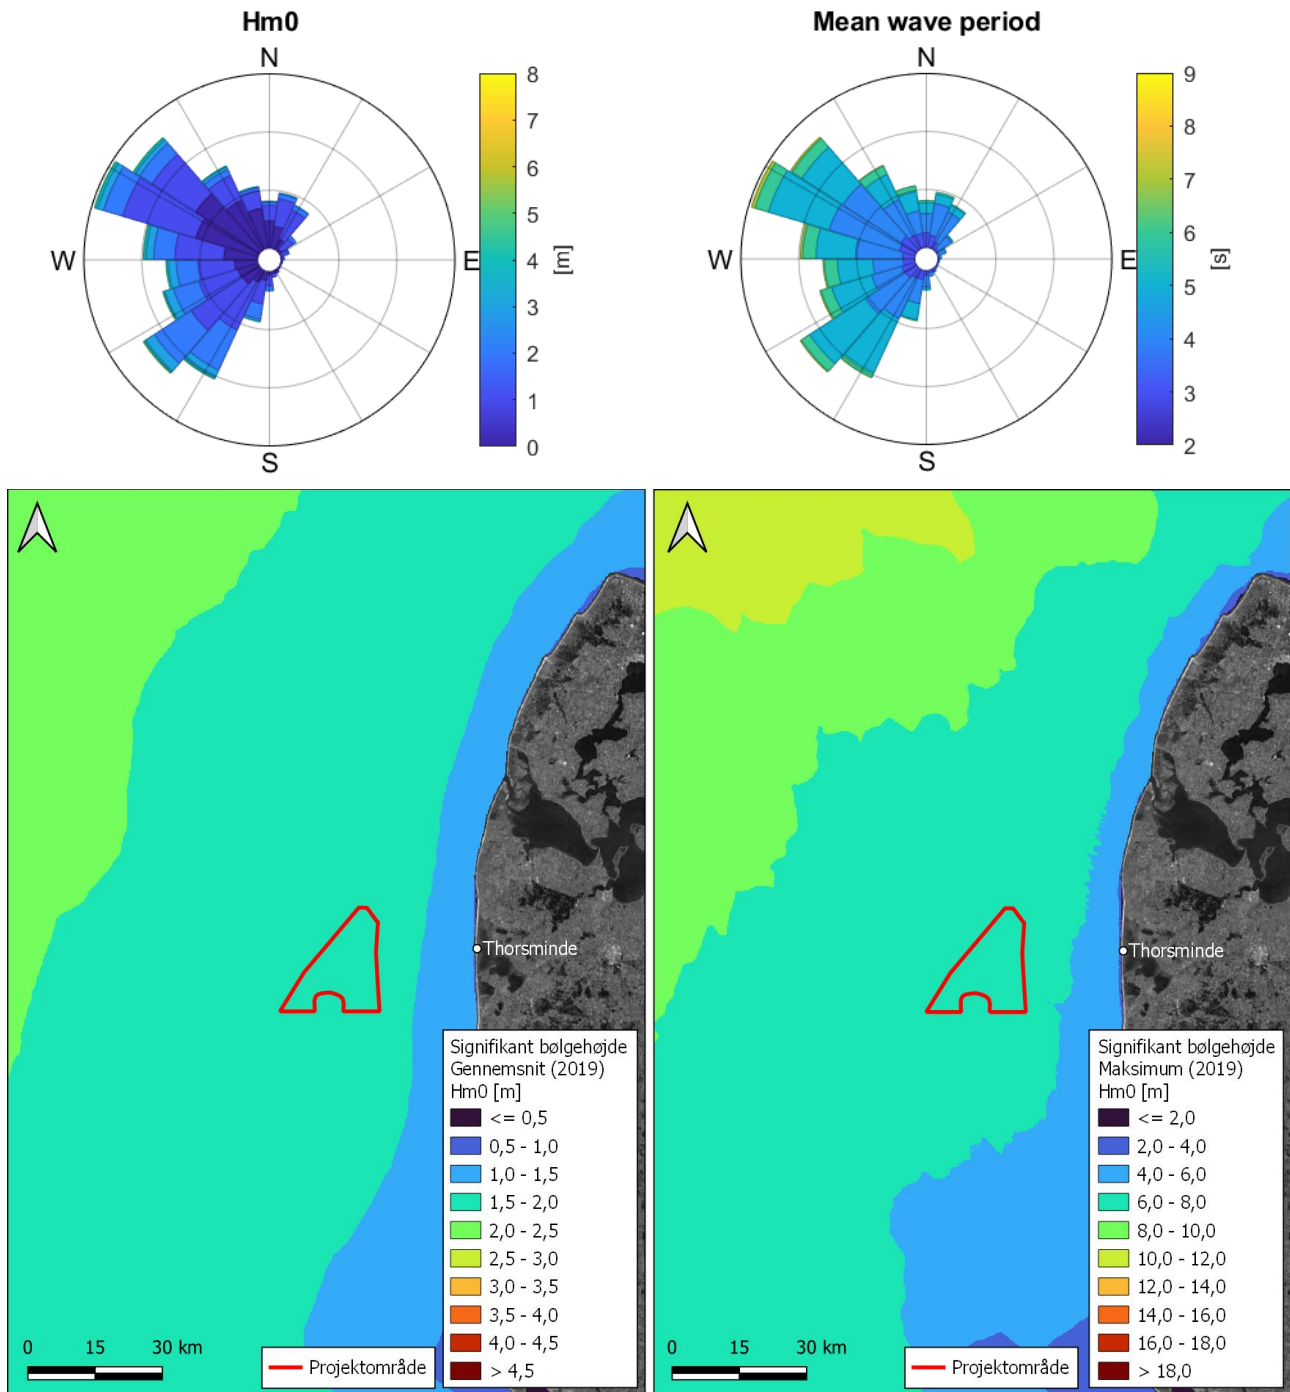 Hm0
N
W
E
S
8
7
6
5
4
3
2
1
0
[m]
Mean wave period
N
W
E
S
9
8
7
6
5
4
3
2
[s]
Thorsminde
Signifikant bølgehøjde
Gennemsnit (2019)
Hm0 [m]
<= 0,5
0,5 - 1,0
1,0 - 1,5
1,5 - 2,0
2,0 - 2,5
2,5 - 3,0
3,0 - 3,5
3,5 - 4,0
4,0 - 4,5
> 4,5
0 15 30 km
Projektområde
Thorsminde
Signifikant bølgehøjde
Maksimum (2019)
Hm0 [m]
<= 2,0
2,0 - 4,0
4,0 - 6,0
6,0 - 8,0
8,0 - 10,0
10,0 - 12,0
12,0 - 14,0
14,0 - 16,0
16,0 - 18,0
> 18,0
0 15 30 km
Projektområde